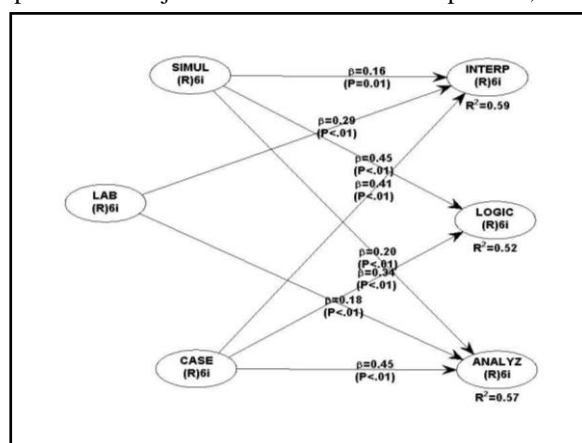 SIMUL
(R)6i
β=0.16
(P=0.01)
INTERP
(R)6i
R²=0.59
β=0.29
(P<.01)
β=0.45
(P<.01)
β=0.41
(P<.01)
LAB
(R)6i
LOGIC
(R)6i
R²=0.52
β=0.20
(P<.01)
β=0.34
(P<.01)
β=0.18
(P<.01)
CASE
(R)6i
β=0.45
(P<.01)
ANALYZ
(R)6i
R²=0.57